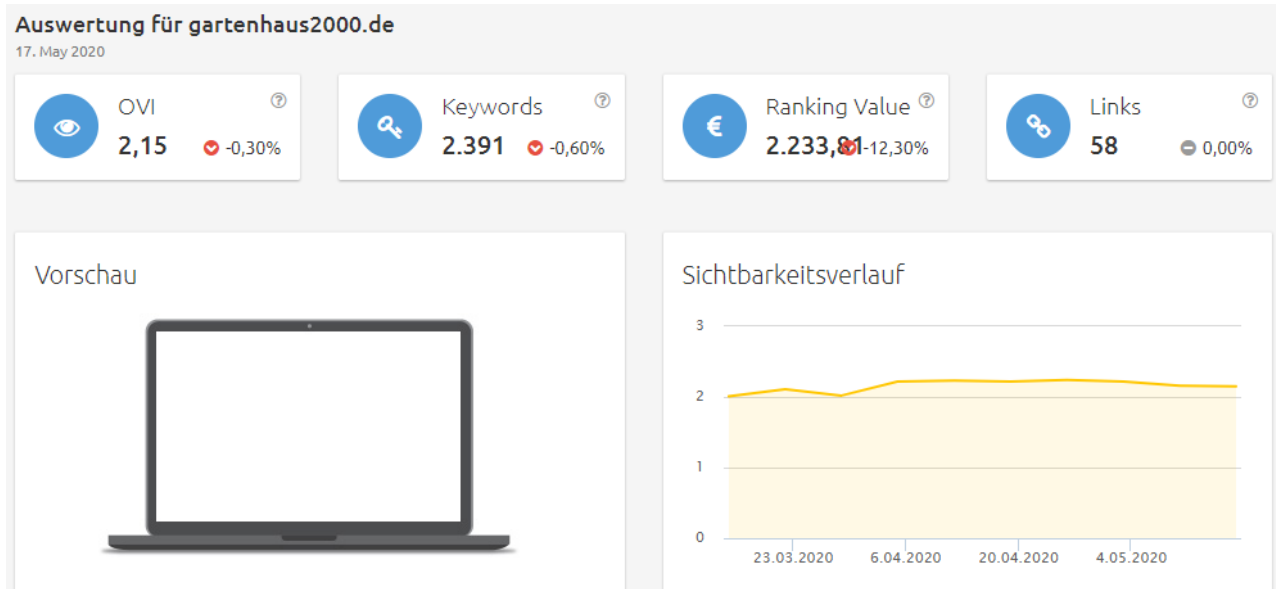 Auswertung für gartenhaus2000.de
17. May 2020
OVI
2,15 -0,30%
Keywords
2.391 -0,60%
Ranking Value
2.233,81 -12,30%
Links
58 0,00%
Vorschau
Sichtbarkeitsverlauf
3
2
1
0
23.03.2020 6.04.2020 20.04.2020 4.05.2020